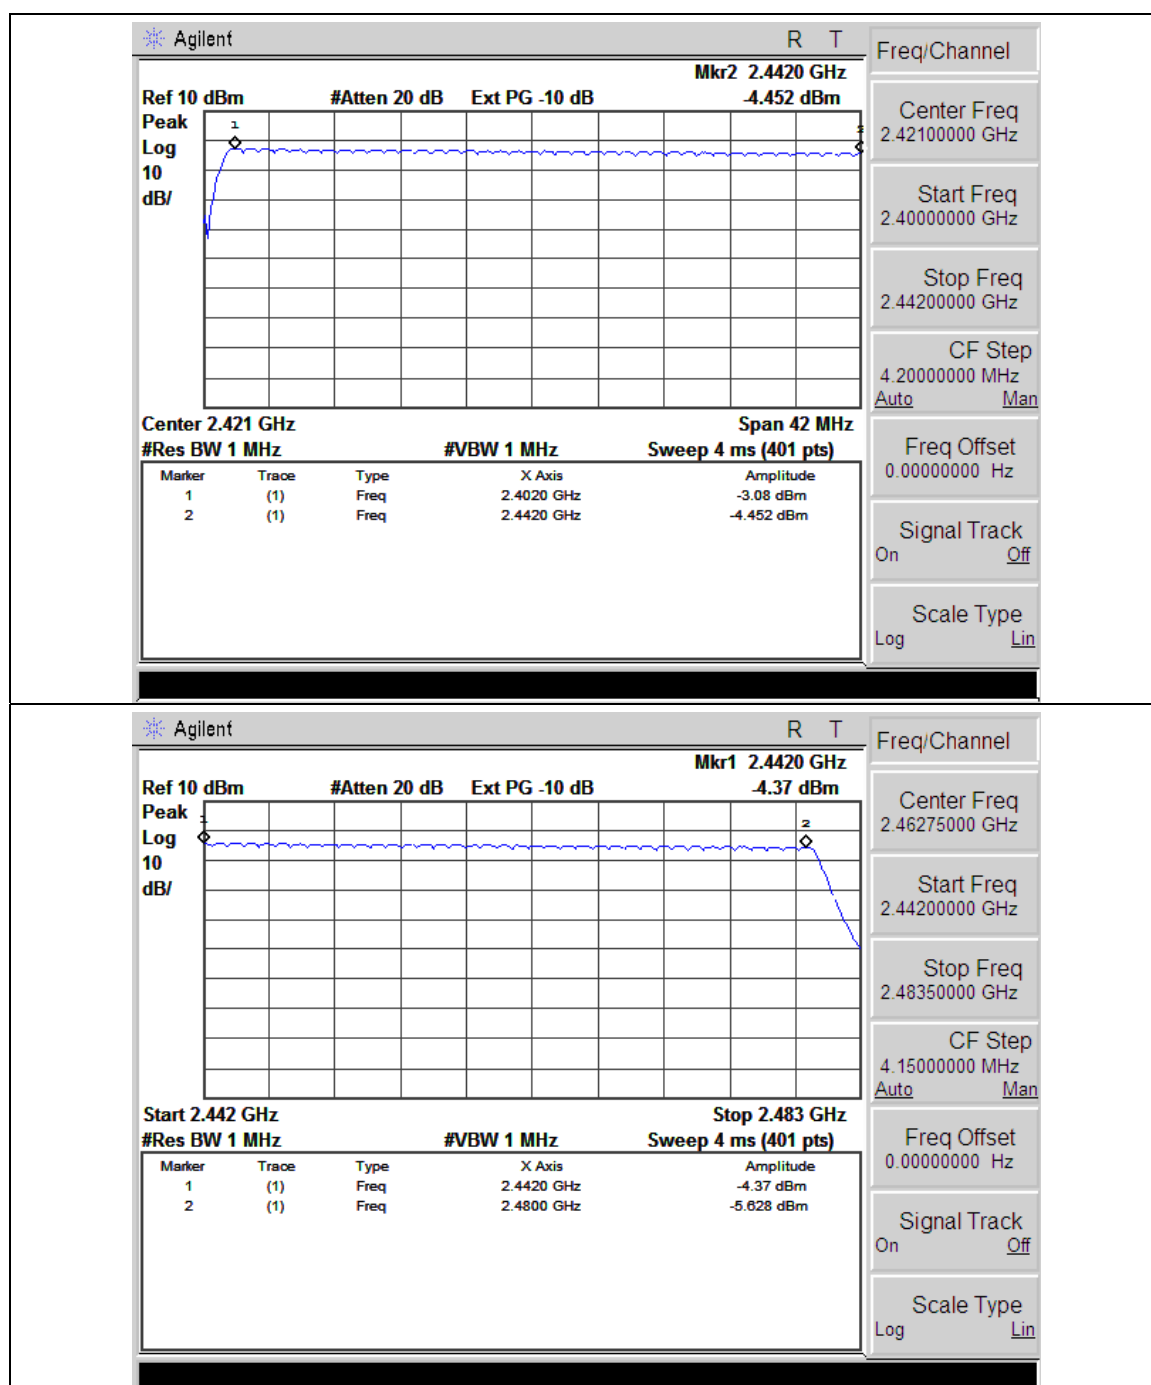 Agilent R T
Freq/Channel
Mkr2 2.4420 GHz
Ref 10 dBm #Atten 20 dB Ext PG -10 dB -4.452 dBm
Peak
Log
10
dB/
1
2
Center Freq
2.42100000 GHz
Start Freq
2.40000000 GHz
Stop Freq
2.44200000 GHz
CF Step
4.20000000 MHz
Auto Man
Freq Offset
0.00000000 Hz
Signal Track
On Off
Scale Type
Log Lin
Center 2.421 GHz Span 42 MHz
#Res BW 1 MHz #VBW 1 MHz Sweep 4 ms (401 pts)
Marker Trace Type X Axis Amplitude
1 (1) Freq 2.4020 GHz -3.08 dBm
2 (1) Freq 2.4420 GHz -4.452 dBm
Agilent R T
Freq/Channel
Mkr1 2.4420 GHz
Ref 10 dBm #Atten 20 dB Ext PG -10 dB -4.37 dBm
Peak
Log
10
dB/
1
2
Center Freq
2.46275000 GHz
Start Freq
2.44200000 GHz
Stop Freq
2.48350000 GHz
CF Step
4.15000000 MHz
Auto Man
Freq Offset
0.00000000 Hz
Signal Track
On Off
Scale Type
Log Lin
Start 2.442 GHz Stop 2.483 GHz
#Res BW 1 MHz #VBW 1 MHz Sweep 4 ms (401 pts)
Marker Trace Type X Axis Amplitude
1 (1) Freq 2.4420 GHz -4.37 dBm
2 (1) Freq 2.4800 GHz -5.628 dBm